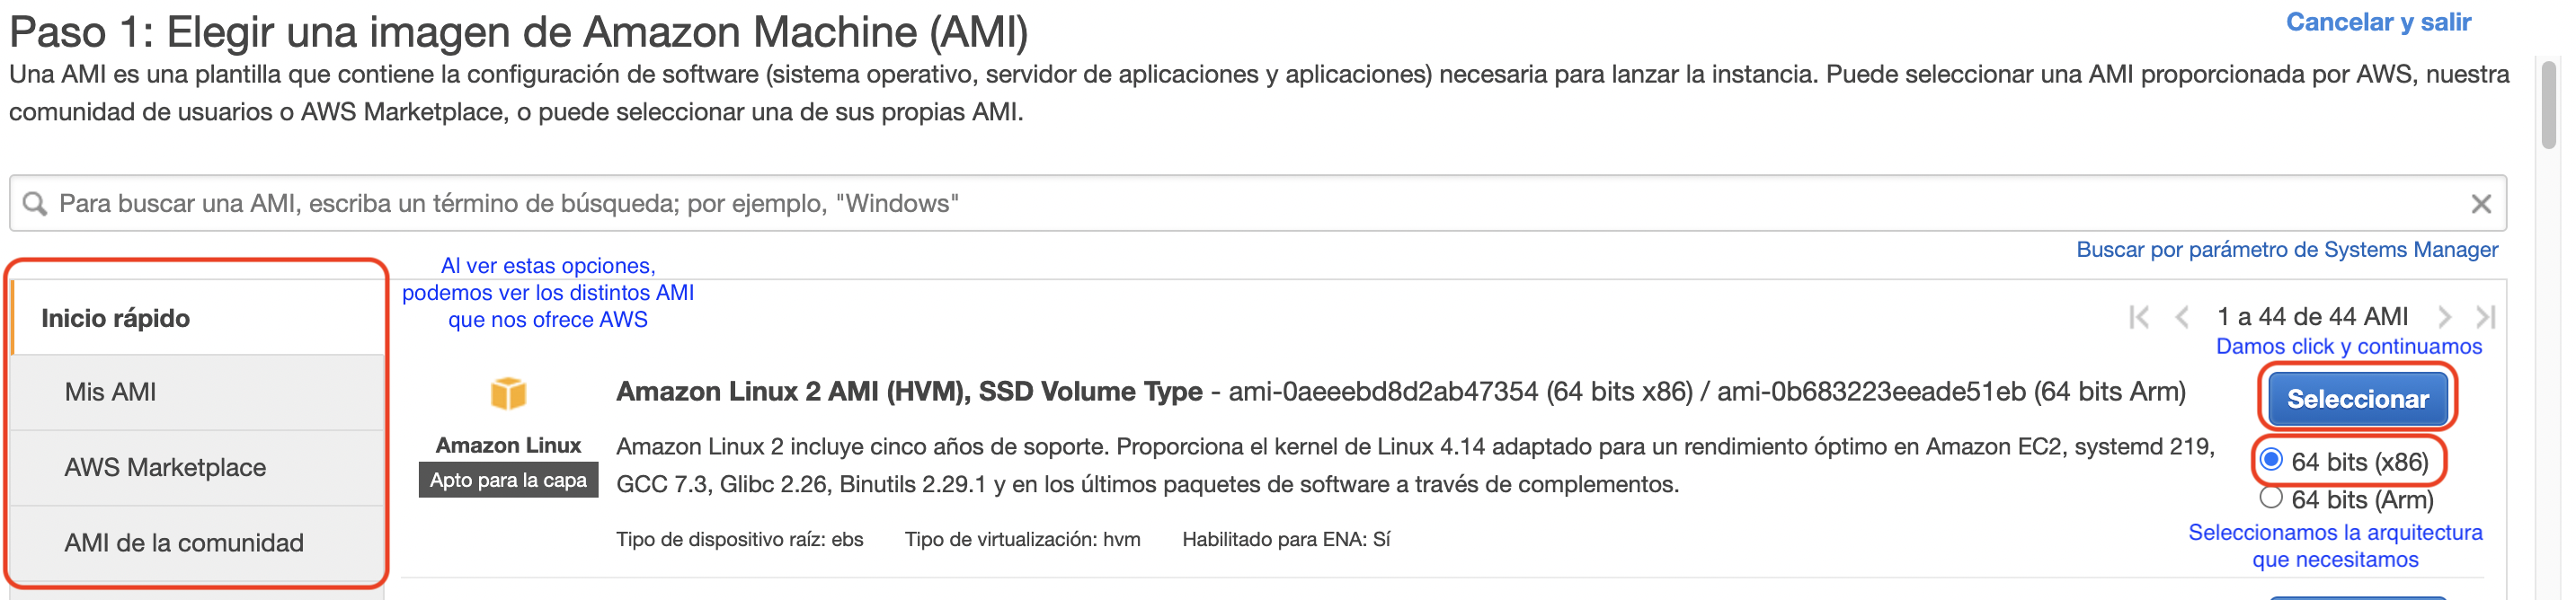 Paso 1: Elegir una imagen de Amazon Machine (AMI)
Cancelar y salir
Una AMI es una plantilla que contiene la configuración de software (sistema operativo, servidor de aplicaciones y aplicaciones) necesaria para lanzar la instancia. Puede seleccionar una AMI proporcionada por AWS, nuestra
comunidad de usuarios o AWS Marketplace, o puede seleccionar una de sus propias AMI.
Para buscar una AMI, escriba un término de búsqueda; por ejemplo, "Windows"
Buscar por parámetro de Systems Manager
Inicio rápido
Mis AMI
AWS Marketplace
AMI de la comunidad
Al ver estas opciones,
podemos ver los distintos AMI
que nos ofrece AWS
1 a 44 de 44 AMI
Damos click y continuamos
Amazon Linux
Apto para la capa
Amazon Linux 2 AMI (HVM), SSD Volume Type - ami-0aeeebd8d2ab47354 (64 bits x86) / ami-0b683223eeade51eb (64 bits Arm)
Amazon Linux 2 incluye cinco años de soporte. Proporciona el kernel de Linux 4.14 adaptado para un rendimiento óptimo en Amazon EC2, systemd 219,
GCC 7.3, Glibc 2.26, Binutils 2.29.1 y en los últimos paquetes de software a través de complementos.
Tipo de dispositivo raíz: ebs Tipo de virtualización: hvm Habilitado para ENA: Sí
Seleccionar
64 bits (x86)
64 bits (Arm)
Seleccionamos la arquitectura
que necesitamos